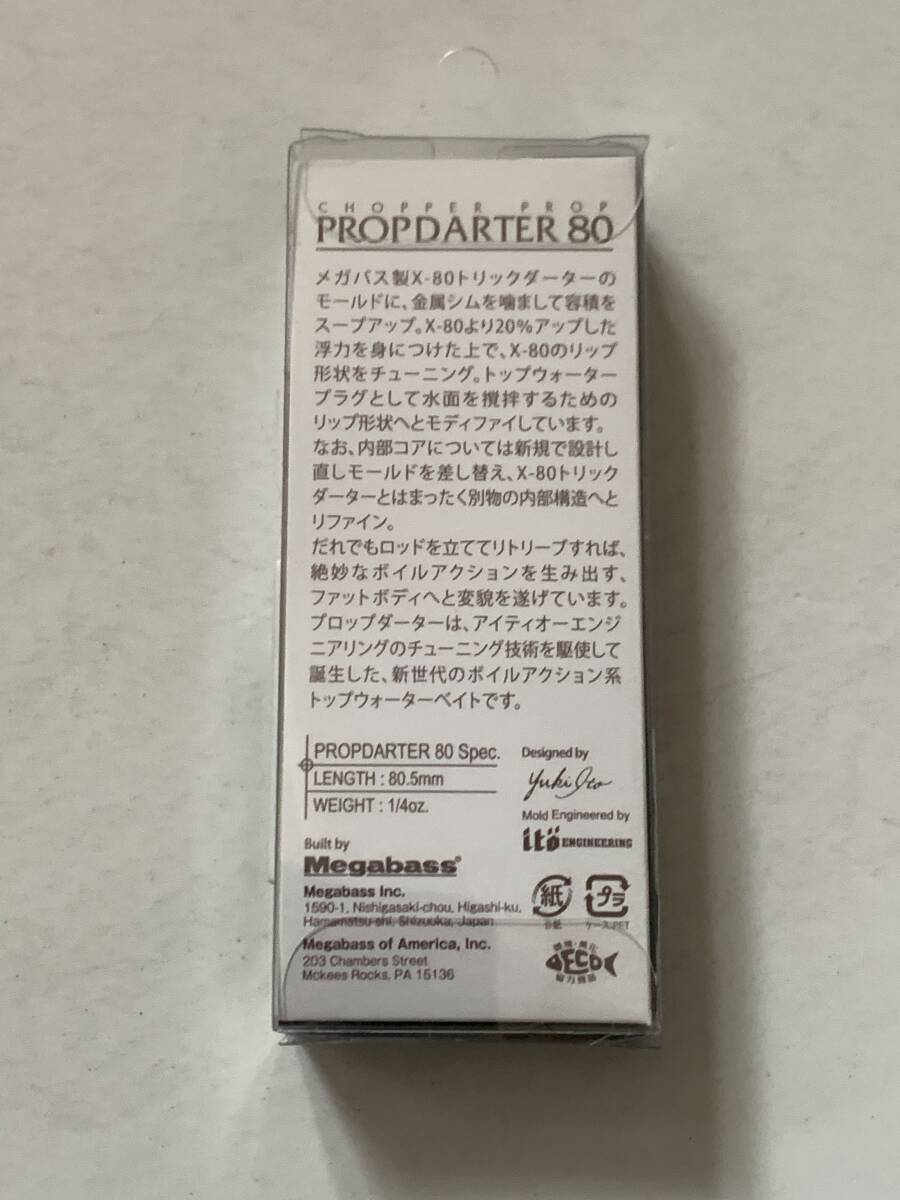 CHOPPER PROP
PROPDARTER 80
メガバス製X-80トリックダーターの
モールドに、金属シムを噛まして容積を
スープアップ。X-80より20%アップした
浮力を身につけた上で、X-80のリップ
形状をチューニング。トップウォーター
プラグとして水面を撹拌するための
リップ形状へとモディファイしています。
なお、内部コアについては新規で設計し
直しモールドを差し替え、X-80トリック
ダーターとはまったく別物の内部構造へと
リファイン。
だれでもロッドを立ててリトリーブすれば、
絶妙なボイルアクションを生み出す、
ファットボディへと変貌を遂げています。
プロップダーターは、アイティオーエンジ
ニアリングのチューニング技術を駆使して
誕生した、新世代のボイルアクション系
トップウォーターベイトです。
PROPDARTER 80 Spec.
LENGTH : 80.5mm
WEIGHT : 1/4oz.
Designed by
Yuki Ito
Mold Engineered by
itö ENGINEERING
Built by
Megabass®
Megabass Inc.
1590-1, Nishigasaki-chou, Higashi-ku,
Hamamatsu-shi, Shizuoka, Japan
Megabass of America, Inc.
203 Chambers Street
Mckees Rocks, PA 15136
紙
プラ
台紙
ケース:PET
環境・美化
ECO
協力商品